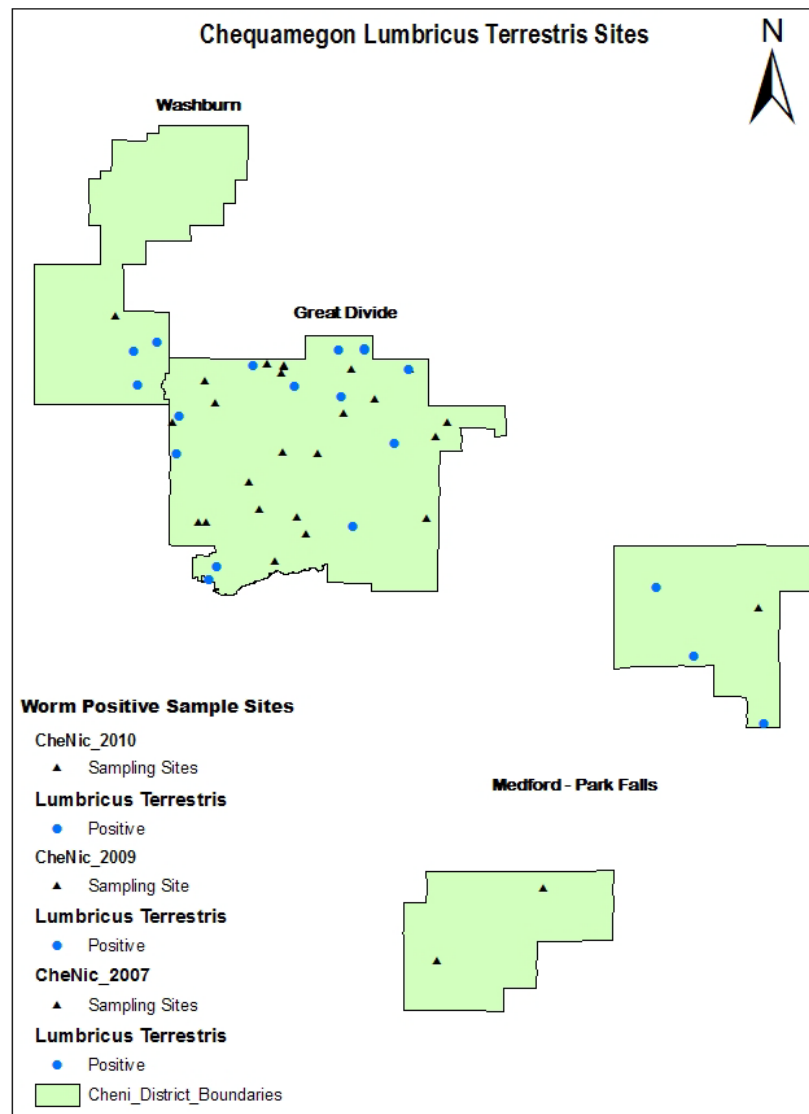 Chequamegon Lumbricus Terrestris Sites
N
Washburn
Great Divide
Medford - Park Falls
Worm Positive Sample Sites
CheNic_2010
Sampling Sites
Lumbricus Terrestris
Positive
CheNic_2009
Sampling Site
Lumbricus Terrestris
Positive
CheNic_2007
Sampling Sites
Lumbricus Terrestris
Positive
Cheni_District_Boundaries